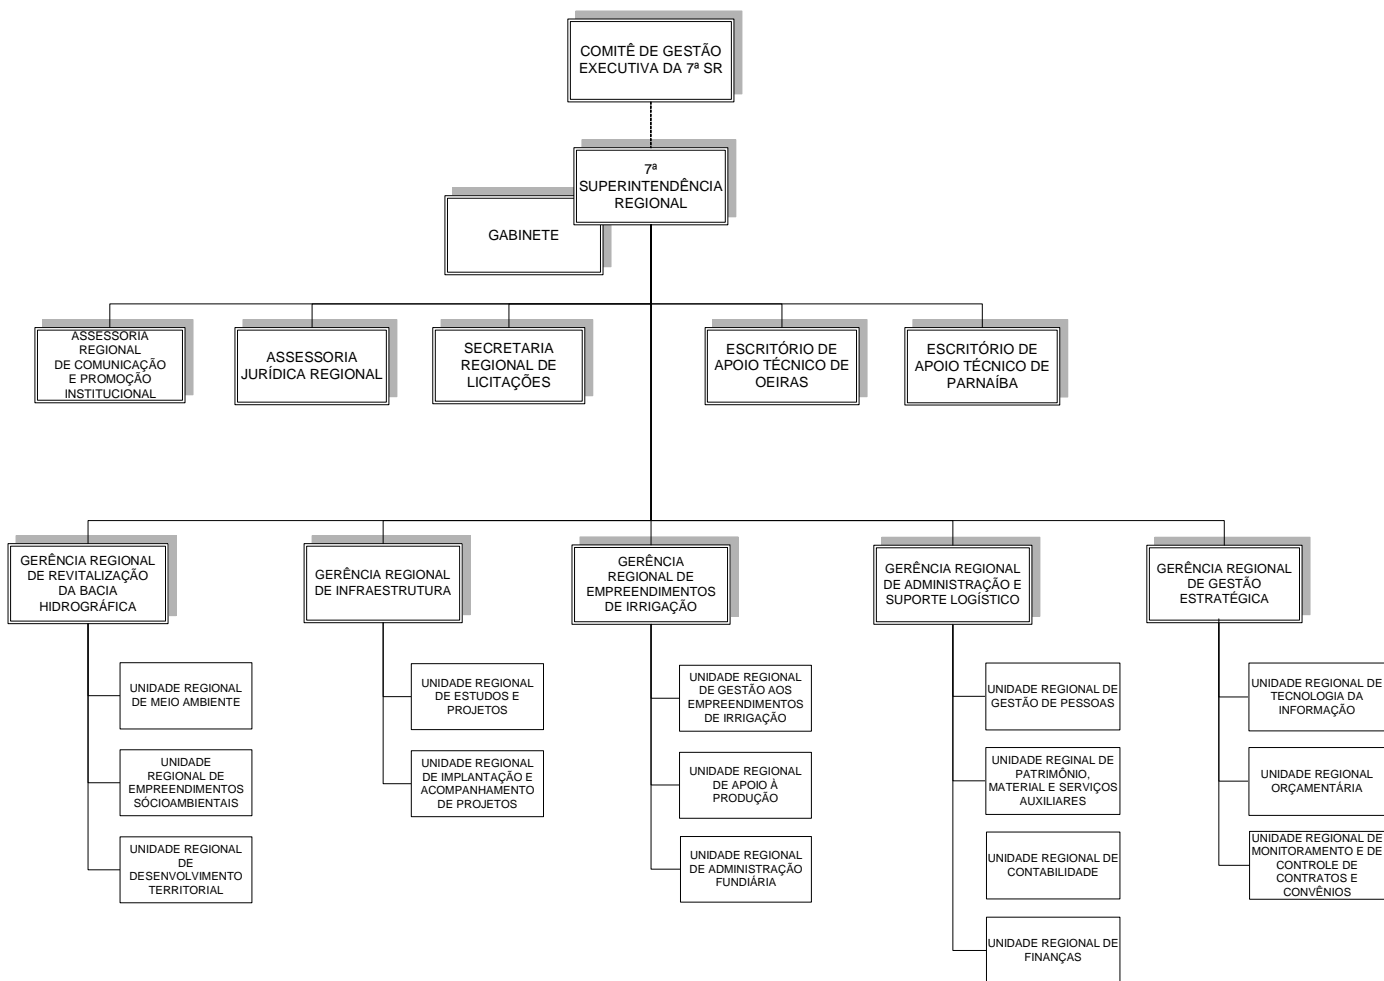 COMITÊ DE GESTÃO
EXECUTIVA DA 7ª SR
7ª
SUPERINTENDÊNCIA
REGIONAL
GABINETE
ASSESSORIA
REGIONAL
DE COMUNICAÇÃO
E PROMOÇÃO
INSTITUCIONAL
ASSESSORIA
JURÍDICA REGIONAL
SECRETARIA
REGIONAL DE
LICITAÇÕES
ESCRITÓRIO DE
APOIO TÉCNICO DE
OEIRAS
ESCRITÓRIO DE
APOIO TÉCNICO DE
PARNAÍBA
GERÊNCIA REGIONAL
DE REVITALIZAÇÃO
DA BACIA
HIDROGRÁFICA
GERÊNCIA REGIONAL
DE INFRAESTRUTURA
GERÊNCIA
REGIONAL DE
EMPREENDIMENTOS
DE IRRIGAÇÃO
GERÊNCIA REGIONAL
DE ADMINISTRAÇÃO E
SUPORTE LOGÍSTICO
GERÊNCIA REGIONAL
DE GESTÃO
ESTRATÉGICA
UNIDADE REGIONAL
DE MEIO AMBIENTE
UNIDADE
REGIONAL DE
EMPREENDIMENTOS
SÓCIOAMBIENTAIS
UNIDADE REGIONAL
DE
DESENVOLVIMENTO
TERRITORIAL
UNIDADE REGIONAL
DE ESTUDOS E
PROJETOS
UNIDADE REGIONAL
DE IMPLANTAÇÃO E
ACOMPANHAMENTO
DE PROJETOS
UNIDADE REGIONAL
DE GESTÃO AOS
EMPREENDIMENTOS
DE IRRIGAÇÃO
UNIDADE REGIONAL
DE APOIO À
PRODUÇÃO
UNIDADE REGIONAL
DE ADMINISTRAÇÃO
FUNDIÁRIA
UNIDADE REGIONAL DE
GESTÃO DE PESSOAS
UNIDADE REGINAL DE
PATRIMÔNIO,
MATERIAL E SERVIÇOS
AUXILIARES
UNIDADE REGIONAL DE
CONTABILIDADE
UNIDADE REGIONAL DE
FINANÇAS
UNIDADE REGIONAL DE
TECNOLOGIA DA
INFORMAÇÃO
UNIDADE REGIONAL
ORÇAMENTÁRIA
UNIDADE REGIONAL DE
MONITORAMENTO E DE
CONTROLE DE
CONTRATOS E
CONVÊNIOS